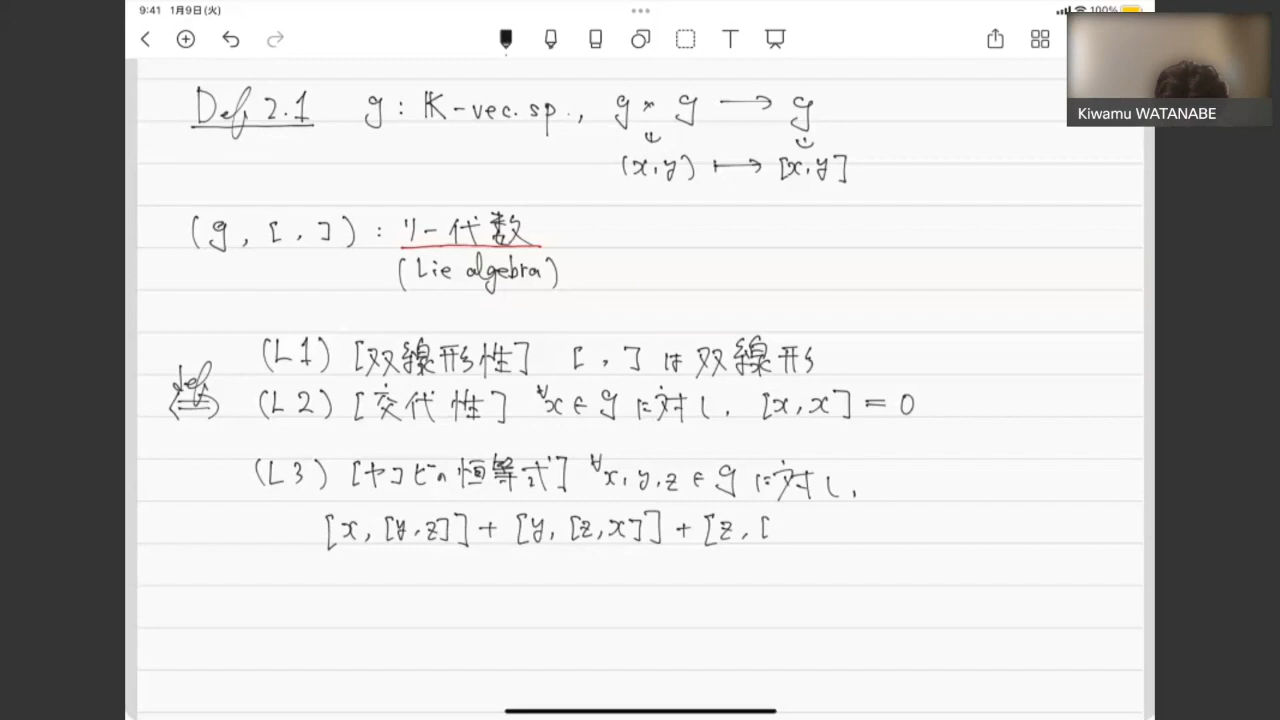 9:41 1月9日(火)
100%
Kiwamu WATANABE
Def 2.1 g : K-vec. sp., g × g → g
(x, y) ↦ [x, y]
(g, [ , ]) : リー代数
(Lie algebra)
(L1) [双線形性] [ , ] は 双線形
def
⇔ (L2) [交代性] ∀x ∈ g に対し, [x, x] = 0
(L3) [ヤコビの恒等式] ∀x, y, z ∈ g に対し,
[x, [y, z]] + [y, [z, x]] + [z, [